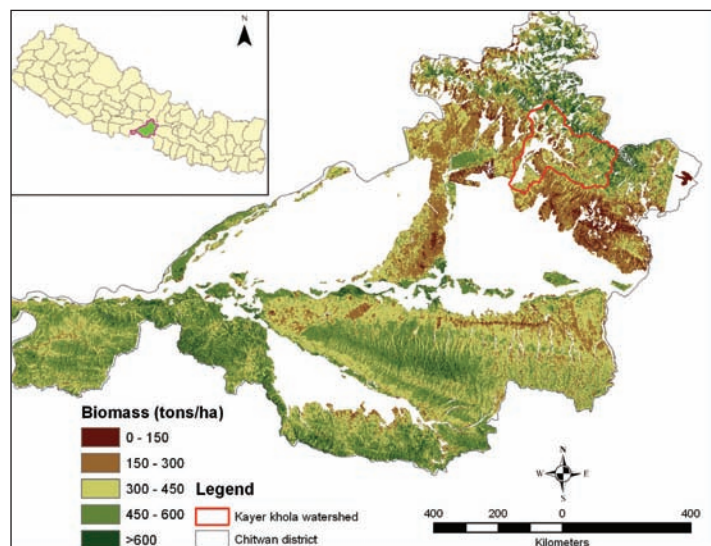 N
Biomass (tons/ha)
0 - 150
150 - 300
300 - 450
450 - 600
>600
Legend
Kayer khola watershed
Chitwan district
N
W E
S
400 200 0 400
Kilometers